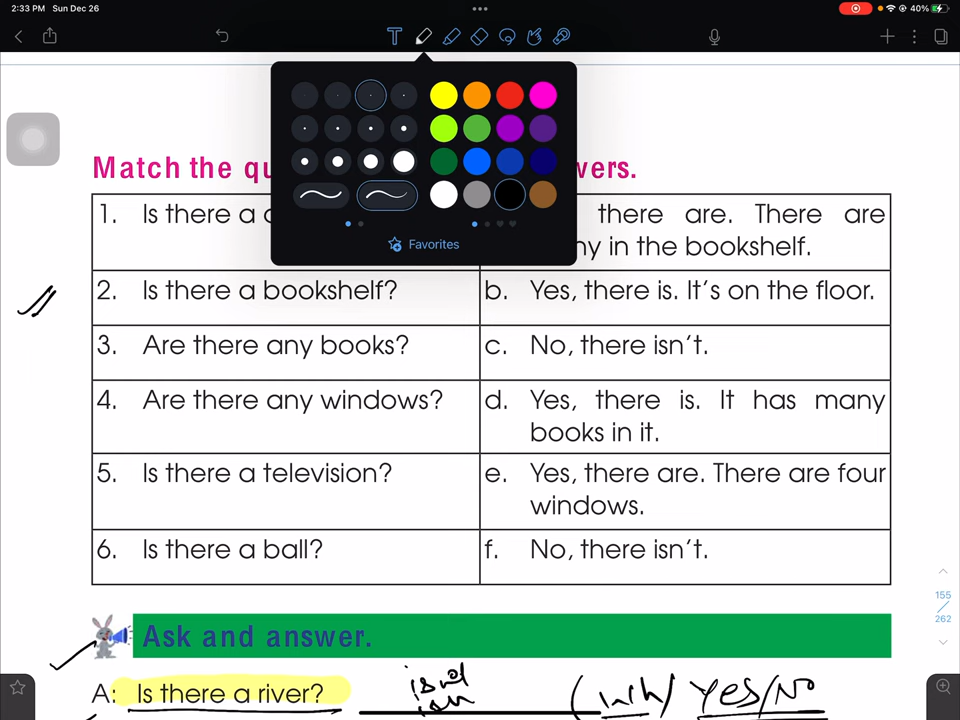 2:33 PM Sun Dec 26
40%
T
Match the qu vers.
Favorites
1. Is there a
there are. There are
ny in the bookshelf.
2. Is there a bookshelf?
b. Yes, there is. It's on the floor.
3. Are there any books?
c. No, there isn't.
4. Are there any windows?
d. Yes, there is. It has many
books in it.
5. Is there a television?
e. Yes, there are. There are four
windows.
6. Is there a ball?
f. No, there isn't.
155
262
Ask and answer.
A: Is there a river?
(Wh) Yes/No